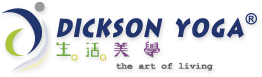 DICKSON YOGA®
生。活。美學
the art of living